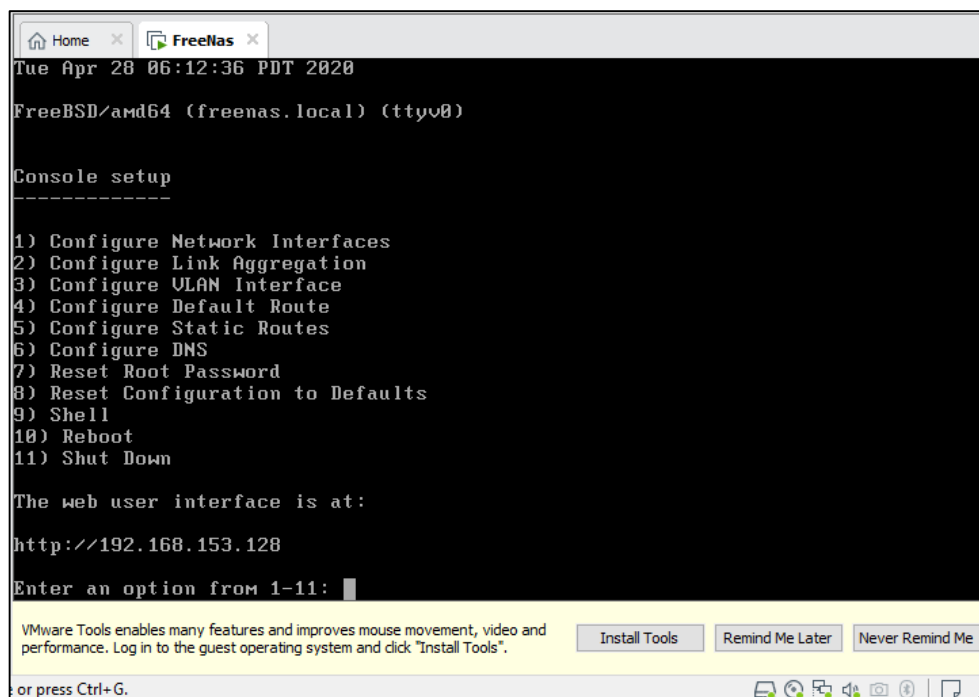 Home
FreeNas
Tue Apr 28 06:12:36 PDT 2020
FreeBSD/amd64 (freenas.local) (ttyv0)
Console setup
-------------
1) Configure Network Interfaces
2) Configure Link Aggregation
3) Configure VLAN Interface
4) Configure Default Route
5) Configure Static Routes
6) Configure DNS
7) Reset Root Password
8) Reset Configuration to Defaults
9) Shell
10) Reboot
11) Shut Down
The web user interface is at:
http://192.168.153.128
Enter an option from 1-11:
VMware Tools enables many features and improves mouse movement, video and
performance. Log in to the guest operating system and click "Install Tools".
Install Tools
Remind Me Later
Never Remind Me
or press Ctrl+G.